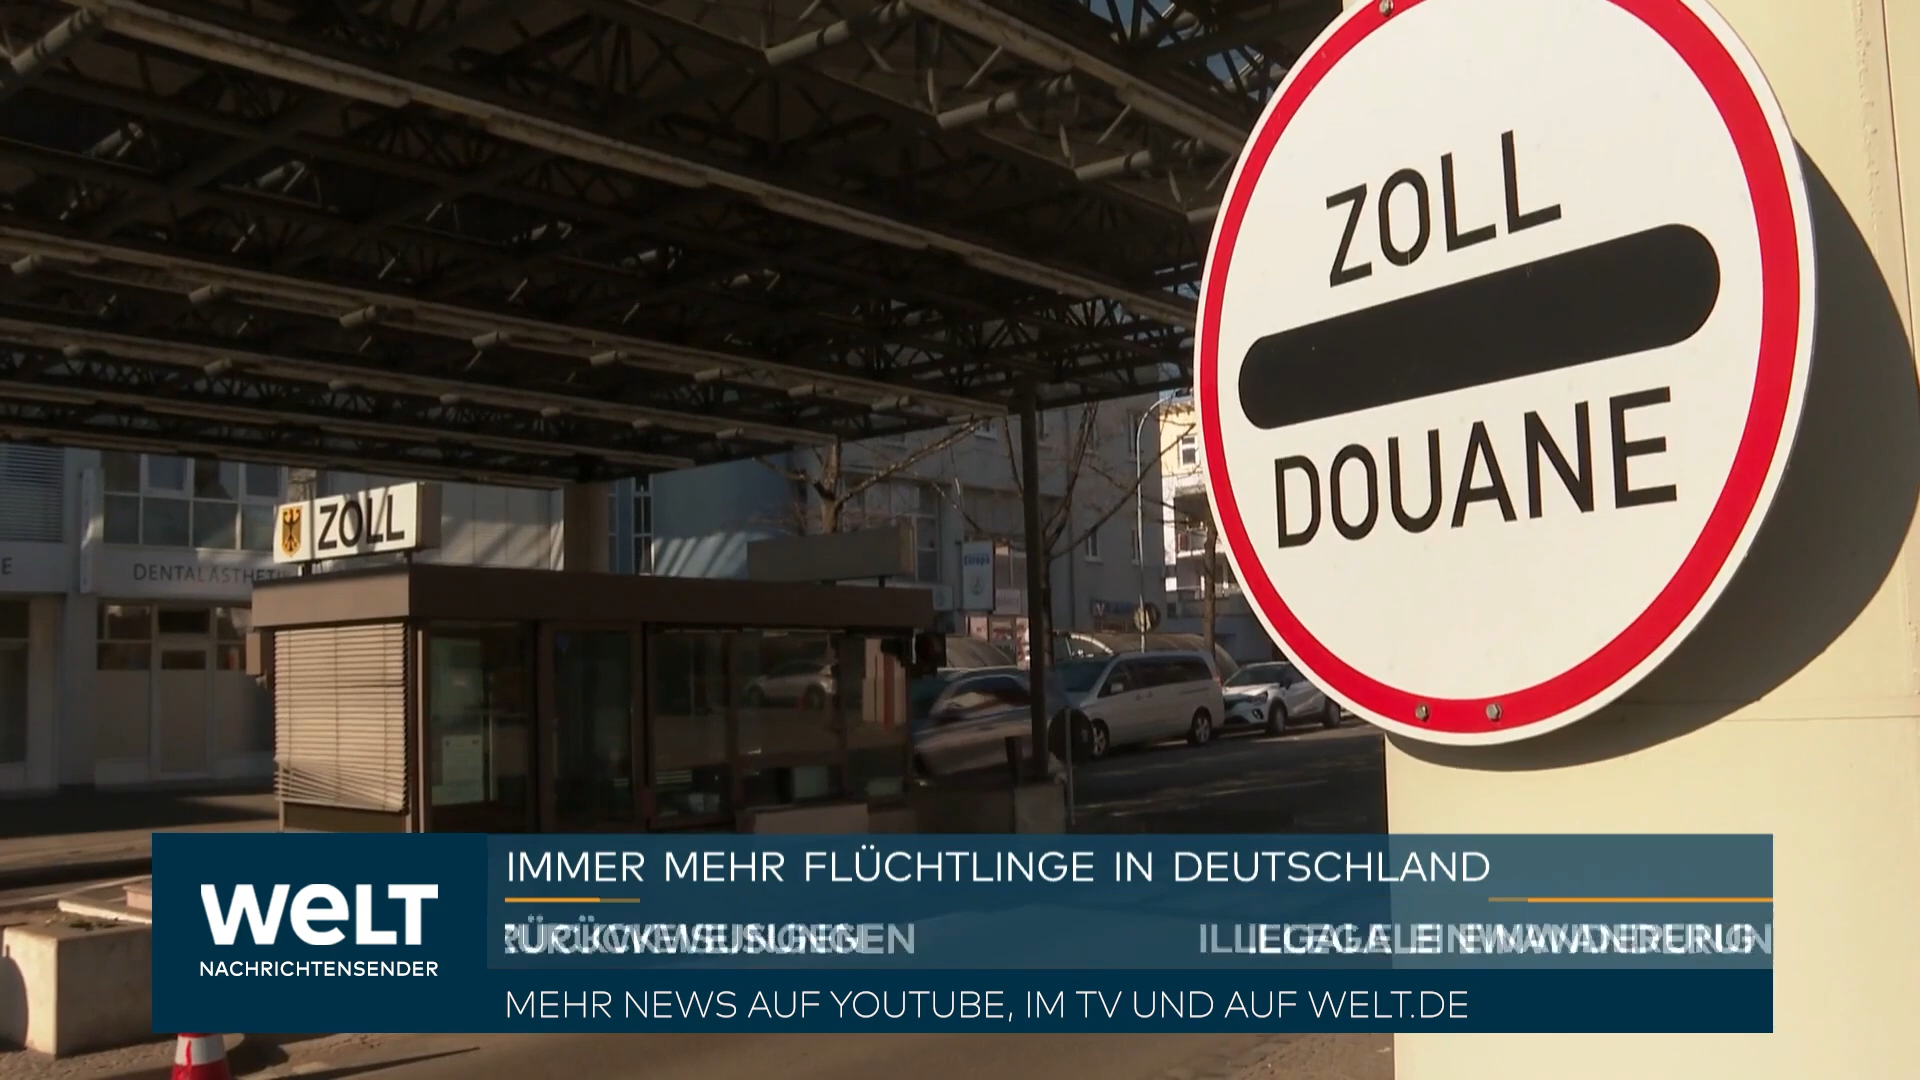 ZOLL
DOUANE
ZOLL
DENTALÄSTHETI
WELT
NACHRICHTENSENDER
IMMER MEHR FLÜCHTLINGE IN DEUTSCHLAND
MEHR NEWS AUF YOUTUBE, IM TV UND AUF WELT.DE